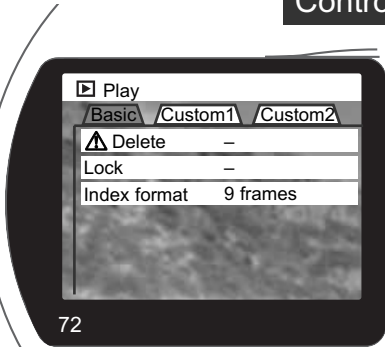 Contro
Play
Basic Custom1 Custom2
Delete –
Lock –
Index format 9 frames
72